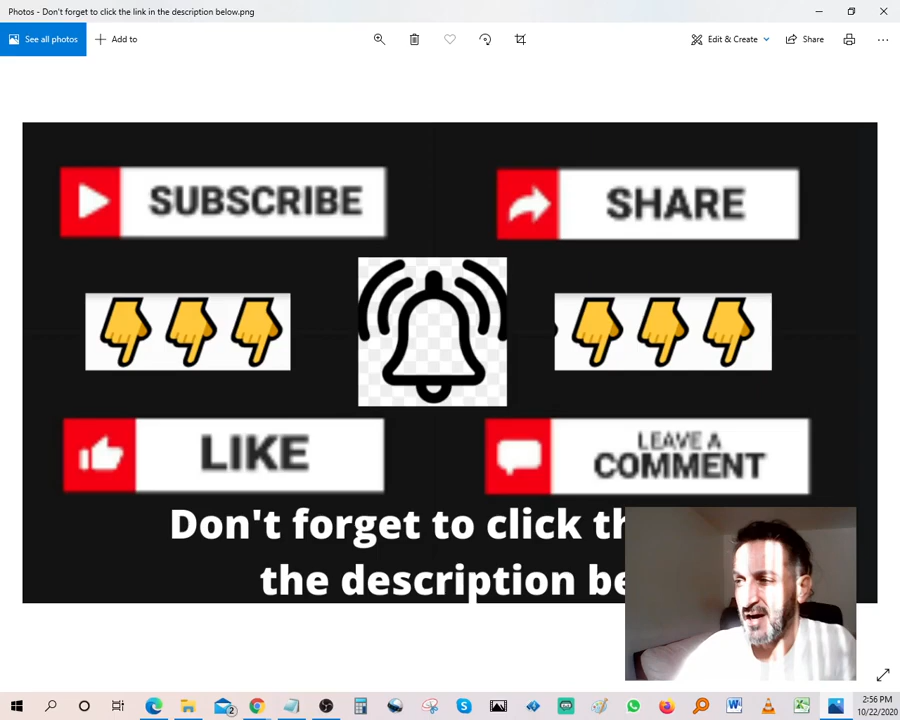 Photos - Don't forget to click the link in the description below.png
See all photos
Add to
Edit & Create
Share
SUBSCRIBE
SHARE
LIKE
LEAVE A
COMMENT
Don't forget to click th
the description be
2
2:56 PM
10/22/2020